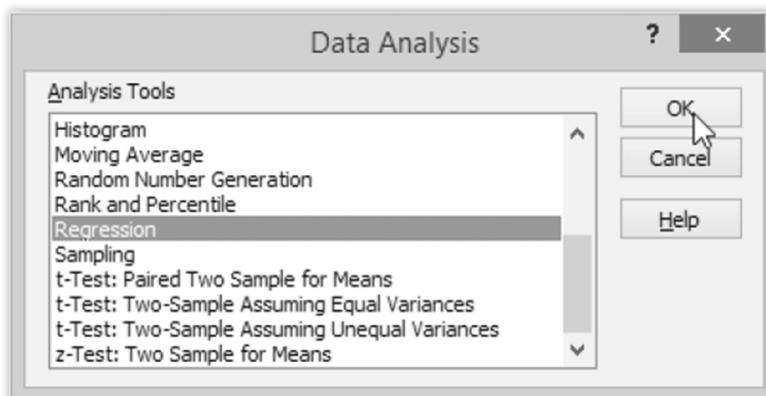 Data Analysis
?
×
Analysis Tools
Histogram
Moving Average
Random Number Generation
Rank and Percentile
Regression
Sampling
t-Test: Paired Two Sample for Means
t-Test: Two-Sample Assuming Equal Variances
t-Test: Two-Sample Assuming Unequal Variances
z-Test: Two Sample for Means
OK
Cancel
Help